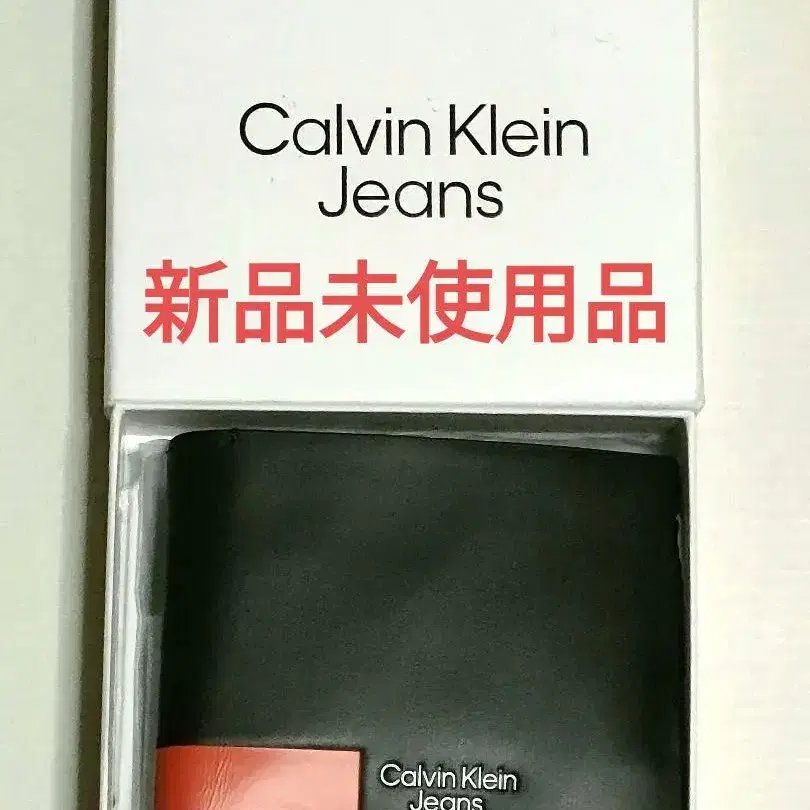 Calvin Klein
Jeans
新品未使用品
Calvin Klein
Jeans